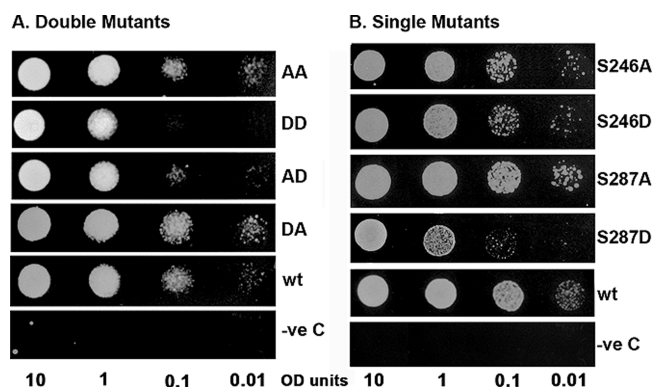 A. Double Mutants
AA
DD
AD
DA
wt
-ve C
10 1 0.1 0.01 OD units
B. Single Mutants
S246A
S246D
S287A
S287D
wt
-ve C
10 1 0.1 0.01